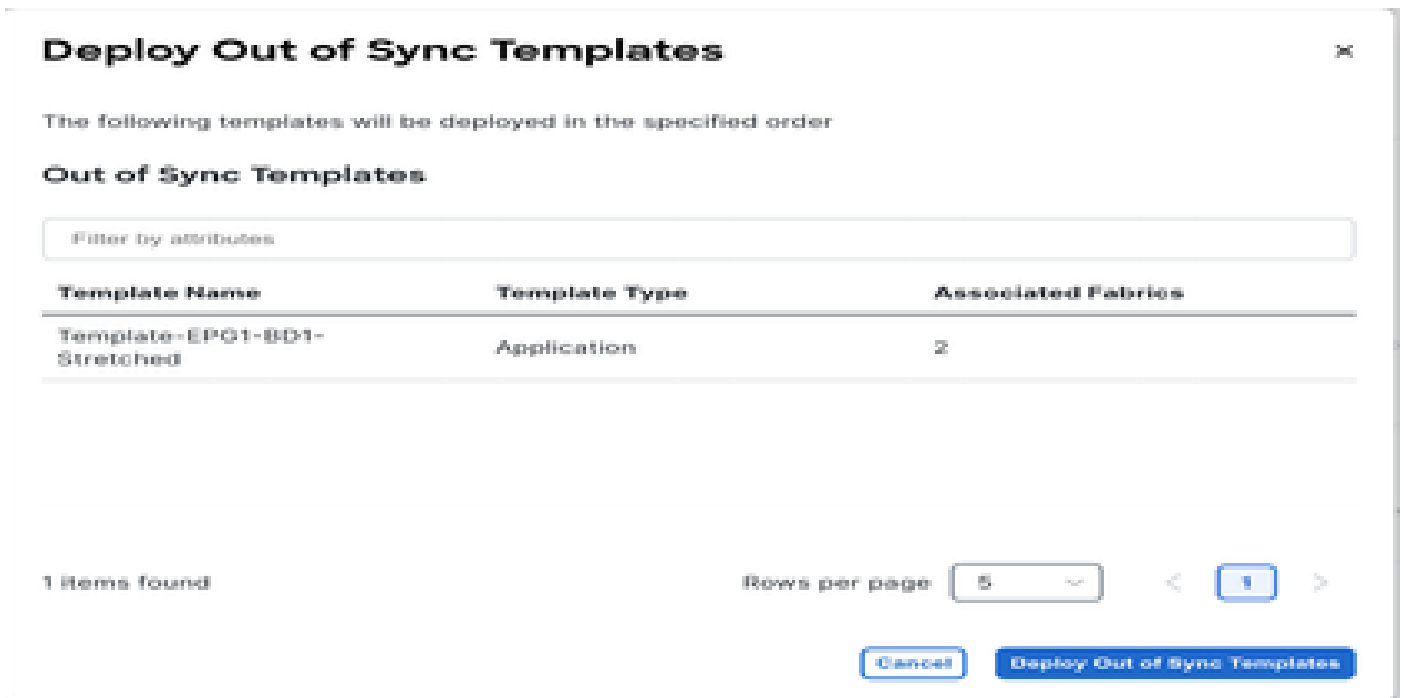 Deploy Out of Sync Templates
The following templates will be deployed in the specified order
Out of Sync Templates
Filter by attributes
Template Name Template Type Associated Fabrics
Template-EPG1-BD1-
Stretched Application 2
1 items found Rows per page 5 1
Cancel Deploy Out of Sync Templates